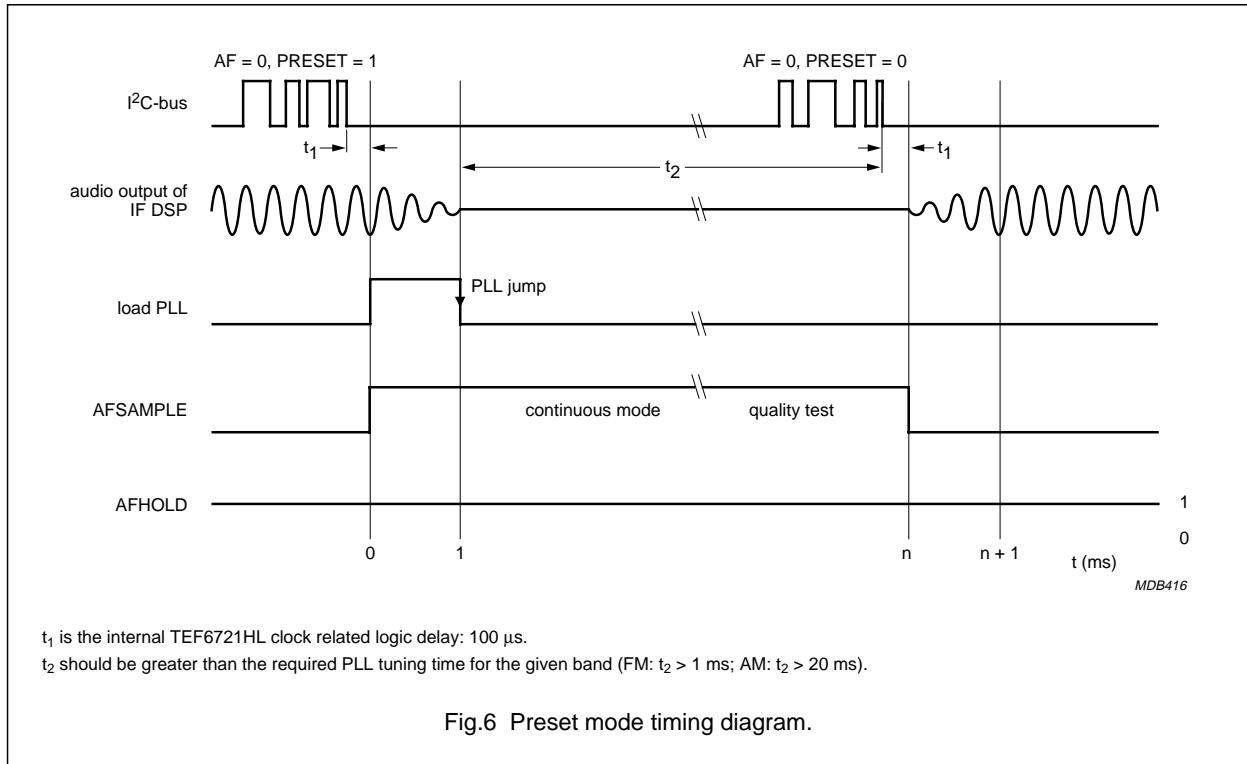 AF = 0, PRESET = 1
AF = 0, PRESET = 0
I²C-bus
t₁
t₁
t₂
audio output of
IF DSP
load PLL
PLL jump
AFSAMPLE
continuous mode
quality test
AFHOLD
1
0
0
1
n
n + 1
t (ms)
MDB416
t₁ is the internal TEF6721HL clock related logic delay: 100 μs.
t₂ should be greater than the required PLL tuning time for the given band (FM: t₂ > 1 ms; AM: t₂ > 20 ms).
Fig.6 Preset mode timing diagram.